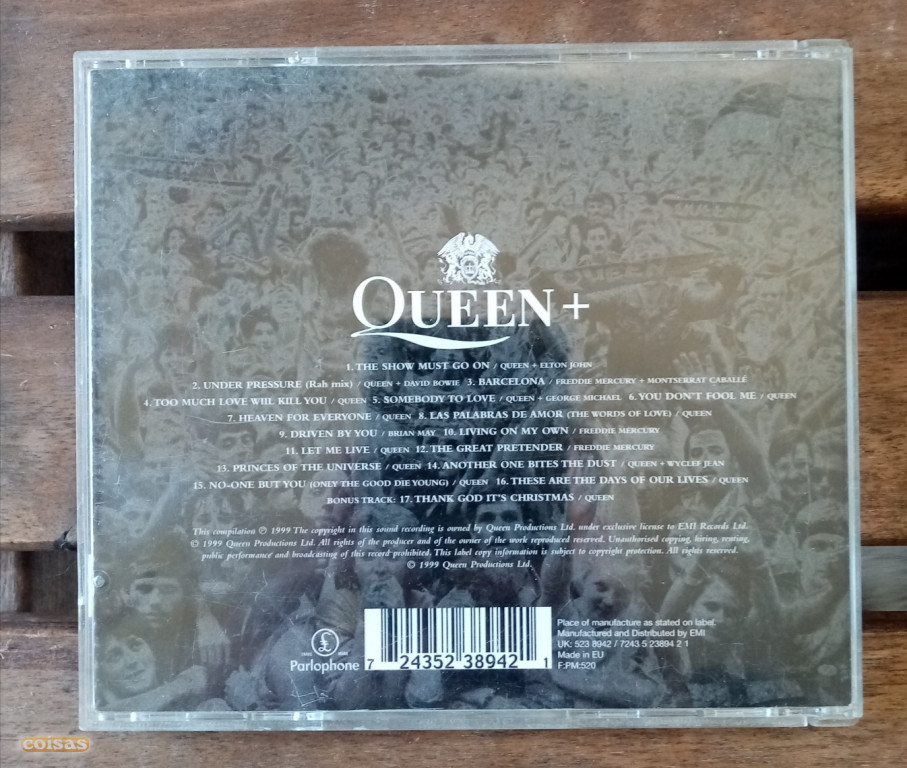 QUEEN+
1. THE SHOW MUST GO ON / QUEEN + ELTON JOHN
2. UNDER PRESSURE (Rah mix) / QUEEN + DAVID BOWIE 3. BARCELONA / FREDDIE MERCURY + MONTSERRAT CABALLÉ
4. TOO MUCH LOVE WILL KILL YOU / QUEEN 5. SOMEBODY TO LOVE / QUEEN + GEORGE MICHAEL 6. YOU DON'T FOOL ME / QUEEN
7. HEAVEN FOR EVERYONE / QUEEN 8. LAS PALABRAS DE AMOR (THE WORDS OF LOVE) / QUEEN
9. DRIVEN BY YOU / BRIAN MAY 10. LIVING ON MY OWN / FREDDIE MERCURY
11. LET ME LIVE / QUEEN 12. THE GREAT PRETENDER / FREDDIE MERCURY
13. PRINCES OF THE UNIVERSE / QUEEN 14. ANOTHER ONE BITES THE DUST / QUEEN + WYCLEF JEAN
15. NO-ONE BUT YOU (ONLY THE GOOD DIE YOUNG) / QUEEN 16. THESE ARE THE DAYS OF OUR LIVES / QUEEN
BONUS TRACK: 17. THANK GOD IT'S CHRISTMAS / QUEEN
This compilation ℗ 1999 The copyright in this sound recording is owned by Queen Productions Ltd. under exclusive license to EMI Records Ltd.
© 1999 Queen Productions Ltd. All rights of the producer and of the owner of the work reproduced reserved. Unauthorised copying, hiring, renting,
public performance and broadcasting of this record prohibited. This label copy information is subject to copyright protection. All rights reserved.
© 1999 Queen Productions Ltd.
£
Parlophone
7 24352 38942 1
Place of manufacture as stated on label.
Manufactured and Distributed by EMI
UK: 523 8942 / 7243 5 23894 2 1
Made in EU
F:PM:520
coisas